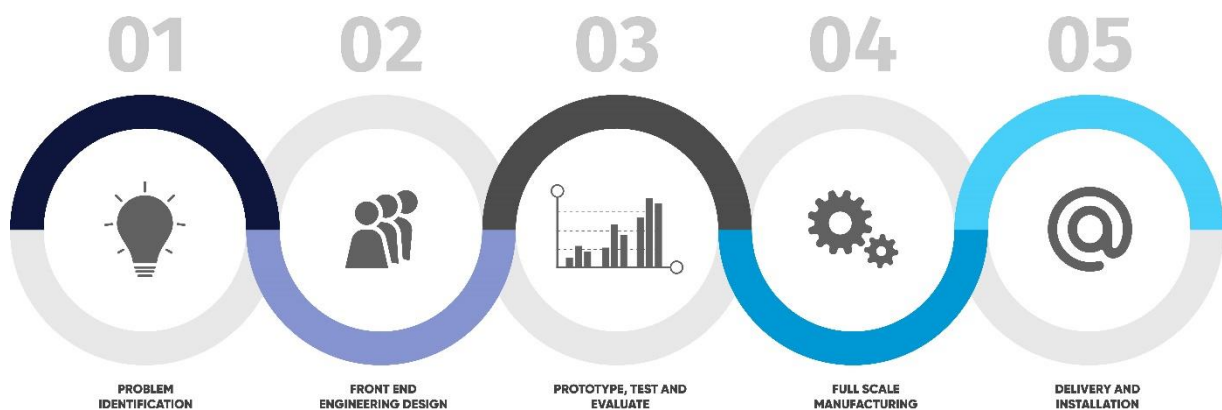 01
02
03
04
05
PROBLEM
IDENTIFICATION
FRONT END
ENGINEERING DESIGN
PROTOTYPE, TEST AND
EVALUATE
FULL SCALE
MANUFACTURING
DELIVERY AND
INSTALLATION